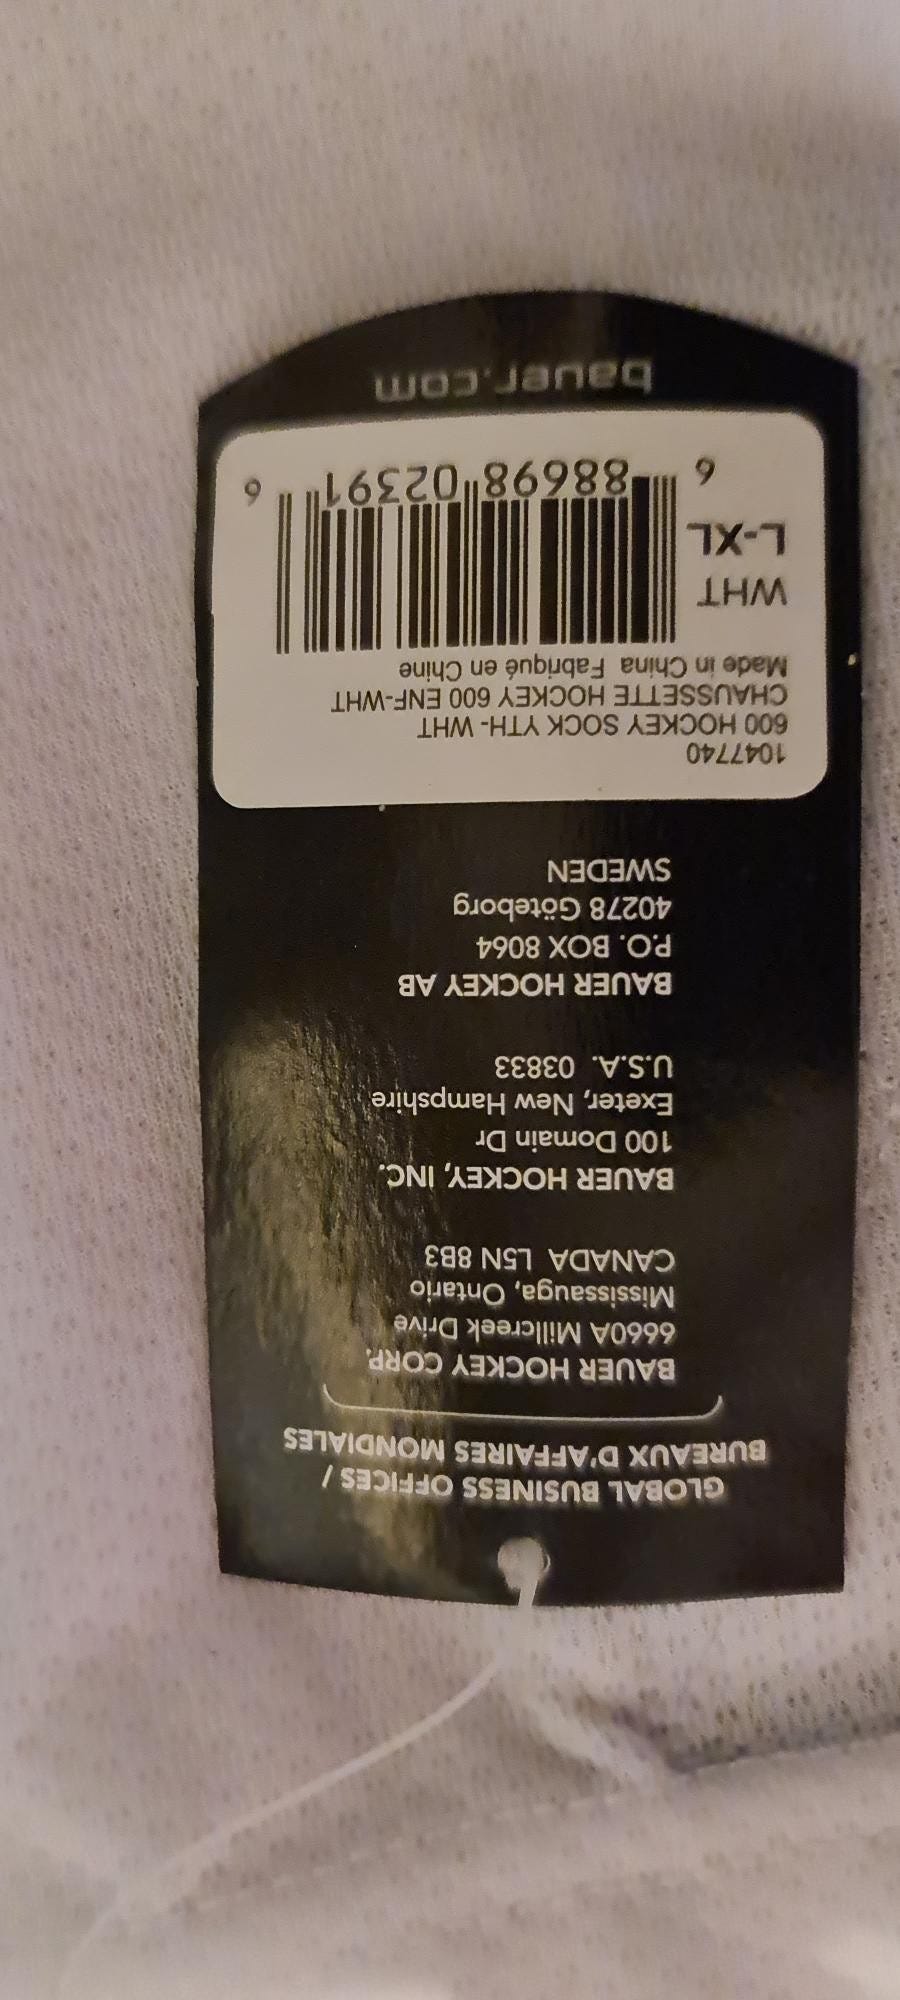 GLOBAL BUSINESS OFFICES /
BUREAUX D'AFFAIRES MONDIALES
BAUER HOCKEY CORP.
6660A Millcreek Drive
Mississauga, Ontario
CANADA L5N 8B3
BAUER HOCKEY, INC.
100 Domain Dr
Exeter, New Hampshire
U.S.A. 03833
BAUER HOCKEY AB
P.O. BOX 8064
40278 Göteborg
SWEDEN
1047740
600 HOCKEY SOCK YTH- WHT
CHAUSSETTE HOCKEY 600 ENF-WHT
Made in China Fabriqué en Chine
WHT
L-XL
6 88698 02391 6
bauer.com